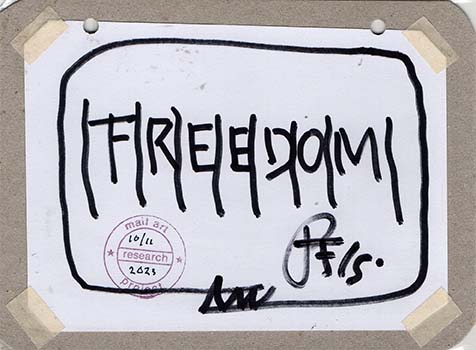 FREEDOM
mail art
10/11
research
2023
project